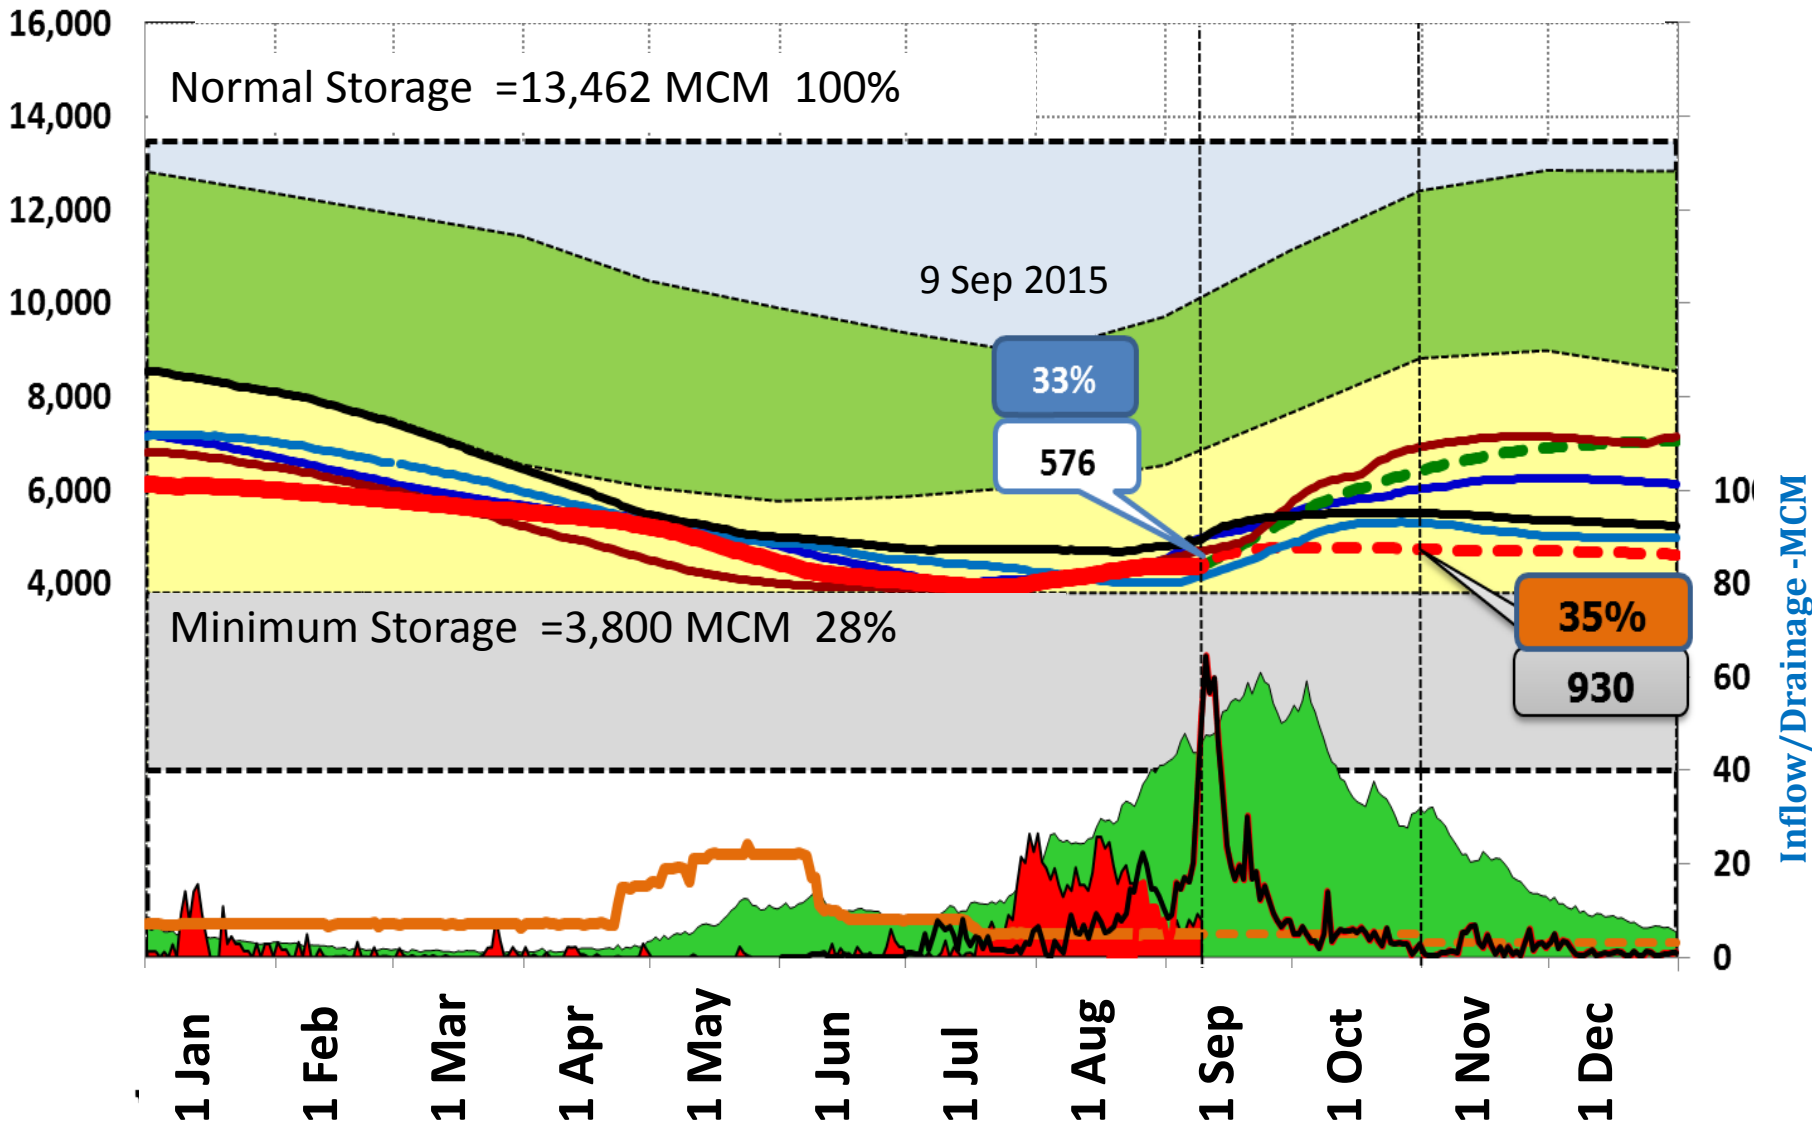 16,000
Normal Storage =13,462 MCM 100%
14,000
12,000
9 Sep 2015
10,000
33%
8,000
576
6,000
4,000
80
35%
Minimum Storage =3,800 MCM 28%
930
60
40
20
0
Inflow/Drainage -MCM
1 Jan
1 Feb
1 Mar
1 Apr
1 May
1 Jun
1 Jul
1 Aug
1 Sep
1 Oct
1 Nov
1 Dec